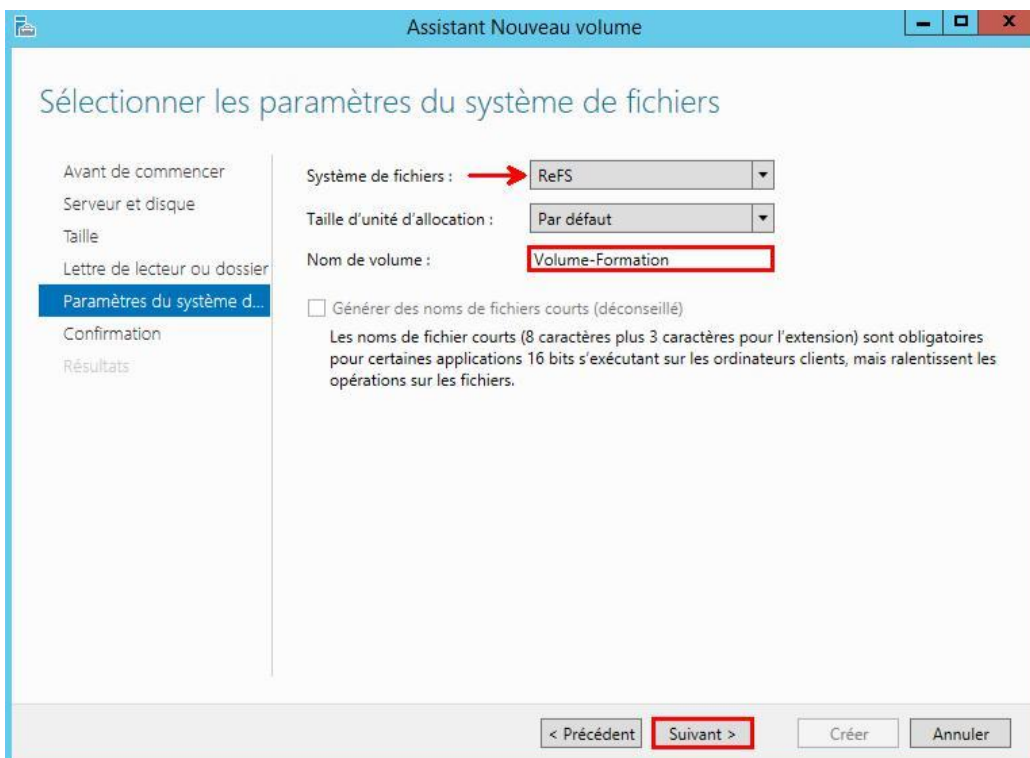 Assistant Nouveau volume
Sélectionner les paramètres du système de fichiers
Avant de commencer
Serveur et disque
Taille
Lettre de lecteur ou dossier
Paramètres du système d...
Confirmation
Résultats
Système de fichiers :
ReFS
Taille d'unité d'allocation :
Par défaut
Nom de volume :
Volume-Formation
Générer des noms de fichiers courts (déconseillé)
Les noms de fichier courts (8 caractères plus 3 caractères pour l'extension) sont obligatoires
pour certaines applications 16 bits s'exécutant sur les ordinateurs clients, mais ralentissent les
opérations sur les fichiers.
< Précédent
Suivant >
Créer
Annuler